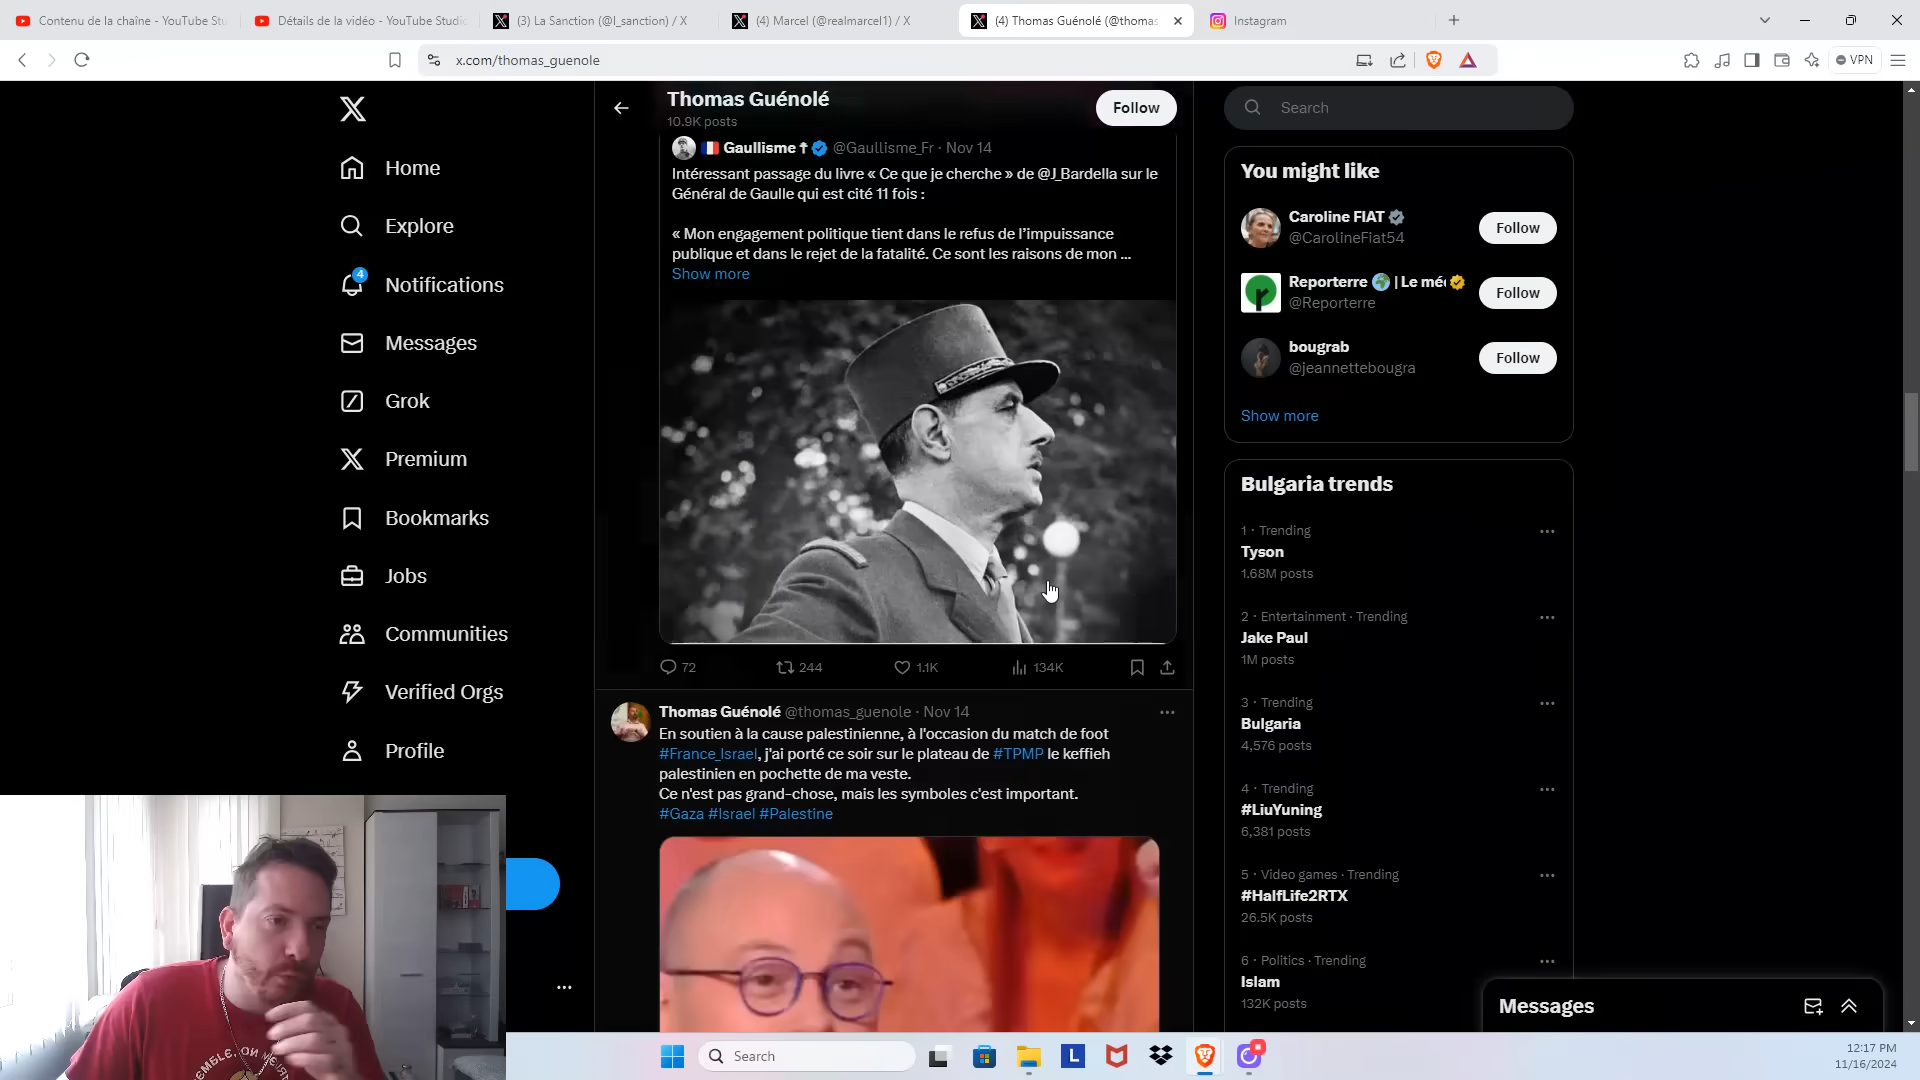 Contenu de la chaîne - YouTube Stu
Détails de la vidéo - YouTube Studio
(3) La Sanction (@l_sanction) / X
(4) Marcel (@realmarcel1) / X
(4) Thomas Guénolé (@thomas
Instagram
x.com/thomas_guenole
VPN
Home
Explore
4
Notifications
Messages
Grok
Premium
Bookmarks
Jobs
Communities
Verified Orgs
Profile
Thomas Guénolé
10.9K posts
Follow
Gaullisme @Gaullisme_Fr · Nov 14
Intéressant passage du livre « Ce que je cherche » de @J_Bardella sur le
Général de Gaulle qui est cité 11 fois :
« Mon engagement politique tient dans le refus de l’impuissance
publique et dans le rejet de la fatalité. Ce sont les raisons de mon ...
Show more
72
244
1.1K
134K
Thomas Guénolé @thomas_guenole · Nov 14
En soutien à la cause palestinienne, à l'occasion du match de foot
#France_Israel, j'ai porté ce soir sur le plateau de #TPMP le keffieh
palestinien en pochette de ma veste.
Ce n'est pas grand-chose, mais les symboles c'est important.
#Gaza #Israel #Palestine
Search
You might like
Caroline FIAT
@CarolineFiat54
Follow
Reporterre | Le mé
@Reporterre
Follow
bougrab
@jeannettebougra
Follow
Show more
Bulgaria trends
1 · Trending
Tyson
1.68M posts
2 · Entertainment · Trending
Jake Paul
1M posts
3 · Trending
Bulgaria
4,576 posts
4 · Trending
#LiuYuning
6,381 posts
5 · Video games · Trending
#HalfLife2RTX
26.5K posts
6 · Politics · Trending
Islam
132K posts
Messages
Search
L
12:17 PM
11/16/2024